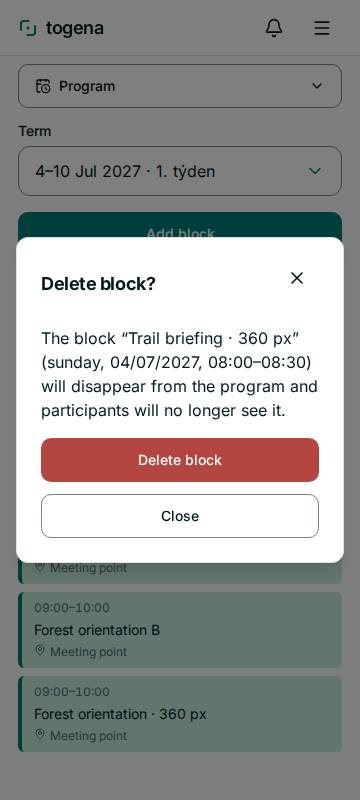 togena
Program
Term
4–10 Jul 2027 · 1. týden
Add block
Delete block?
The block “Trail briefing · 360 px”
(sunday, 04/07/2027, 08:00–08:30)
will disappear from the program and
participants will no longer see it.
Delete block
Close
Meeting point
09:00–10:00
Forest orientation B
Meeting point
09:00–10:00
Forest orientation · 360 px
Meeting point